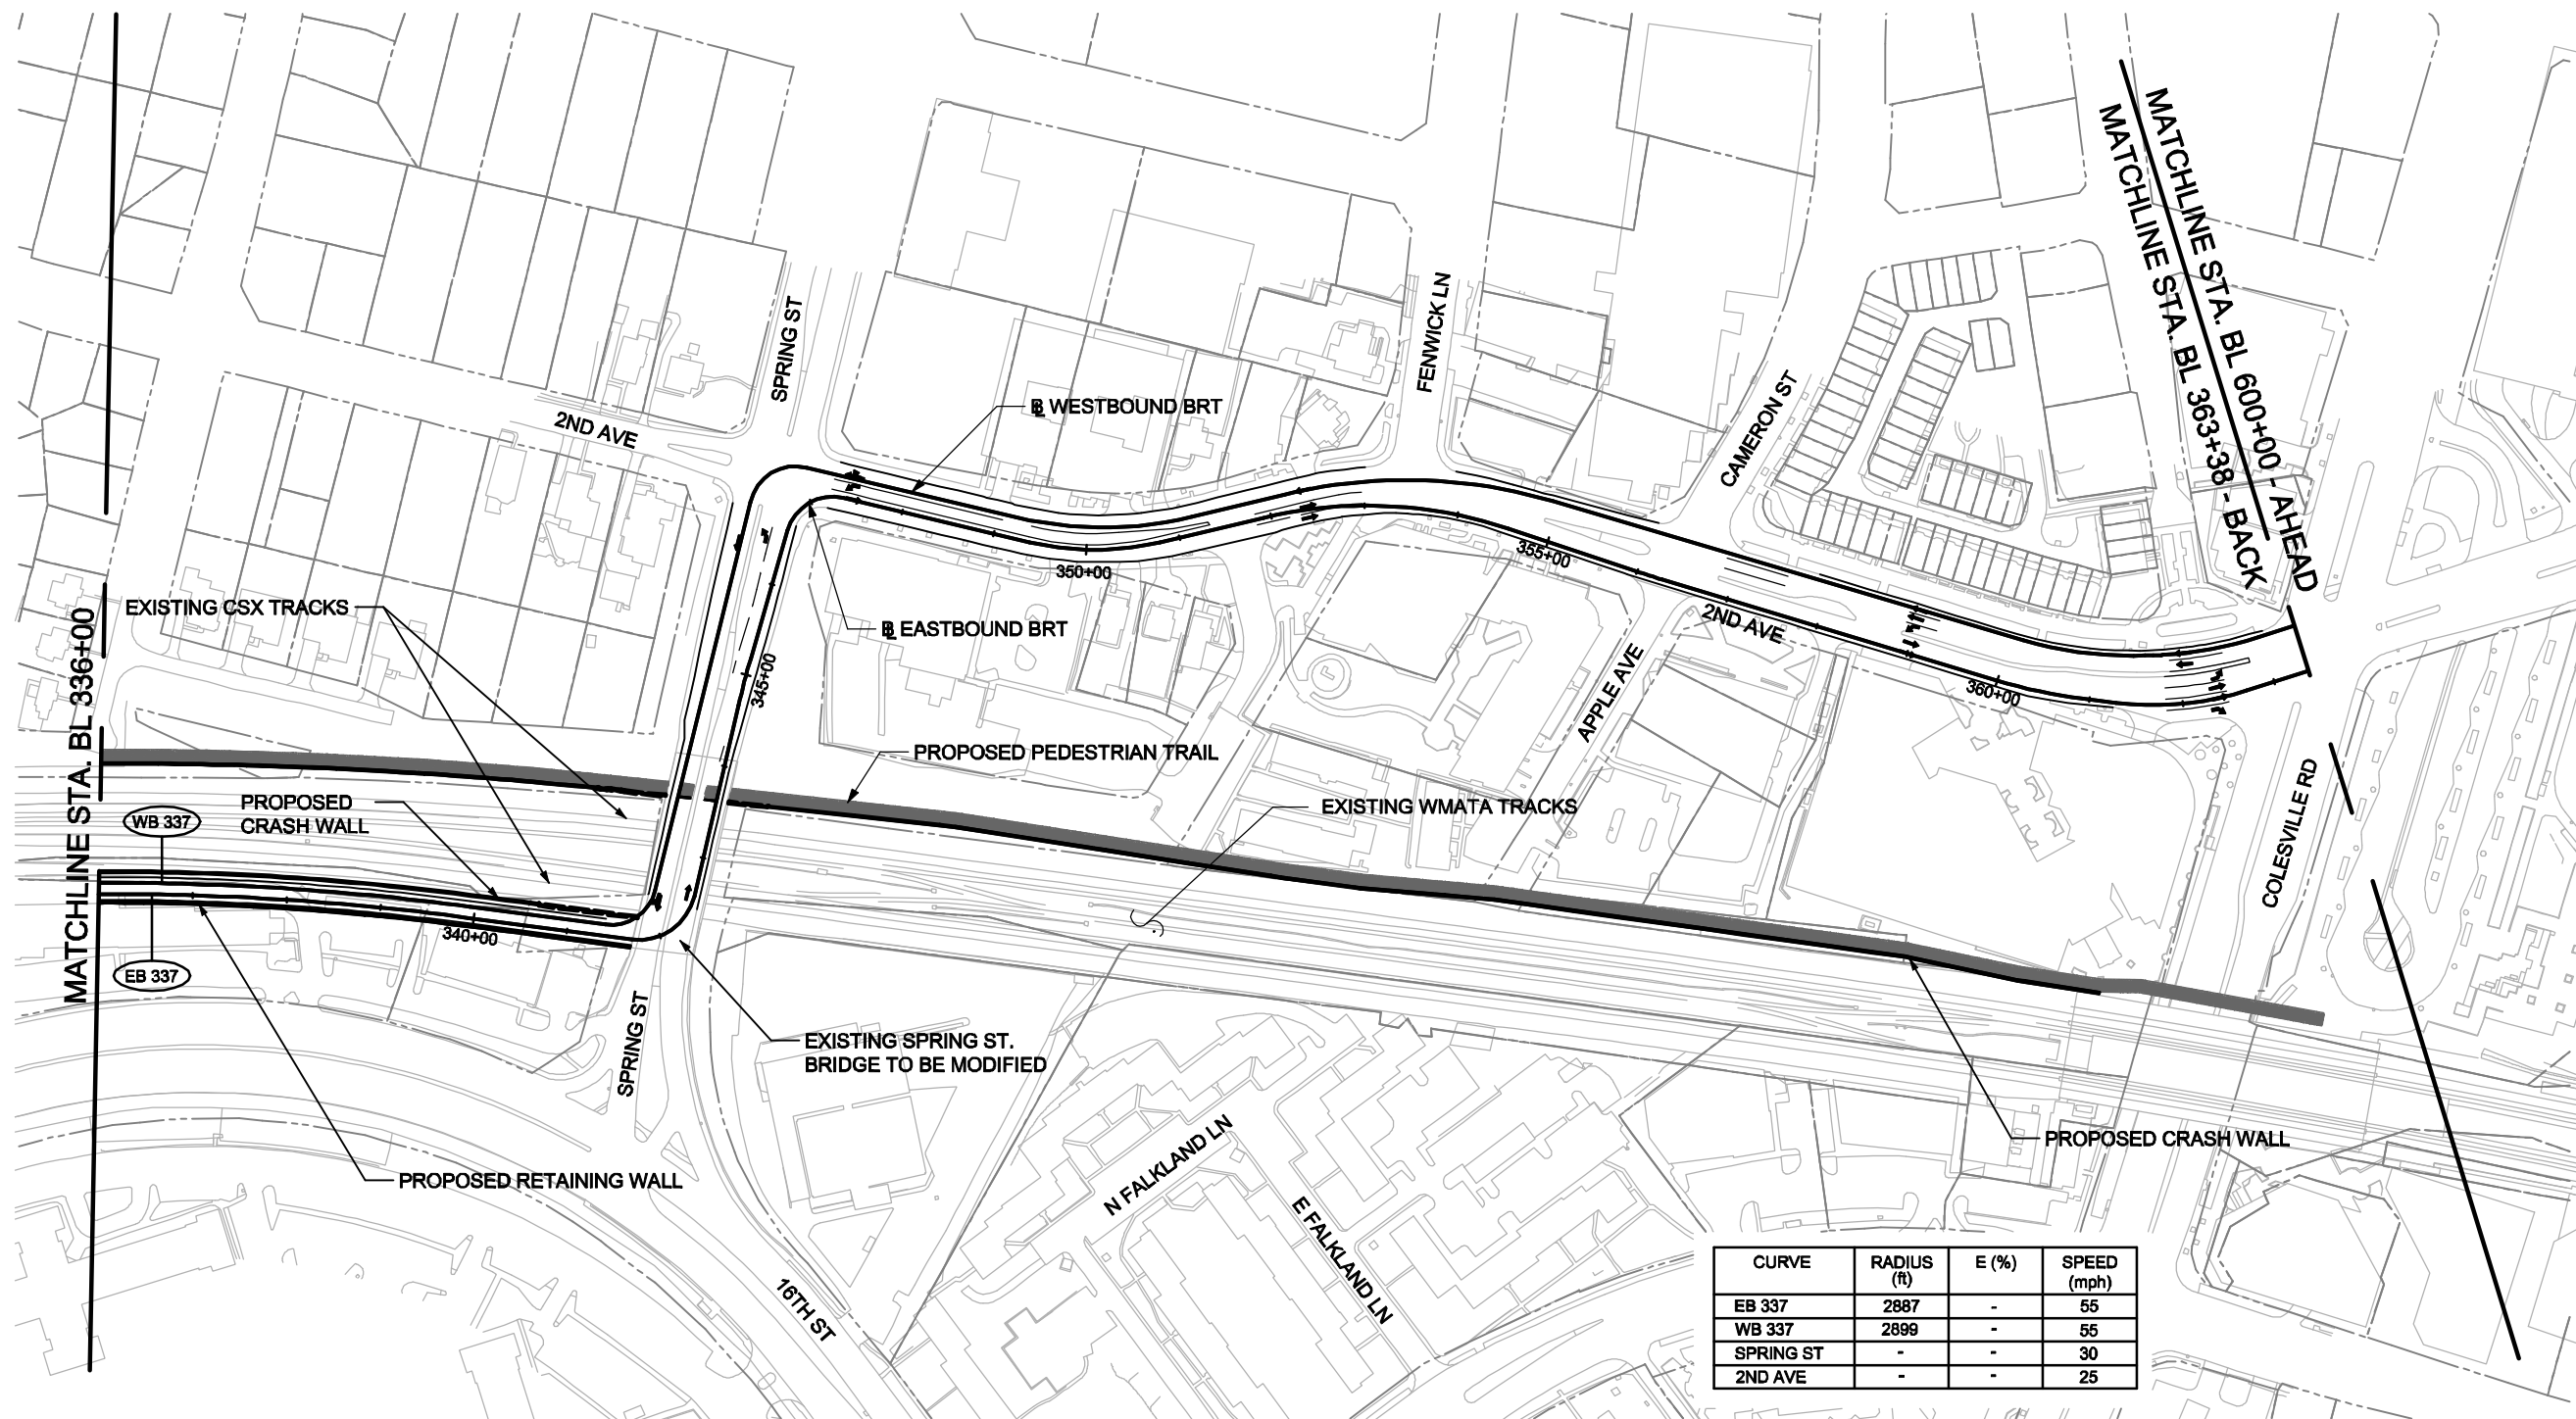 MATCHLINE STA. BL 600+00 - AHEAD
MATCHLINE STA. BL 363+38 - BACK
SPRING ST
FENWICK LN
BL WESTBOUND BRT
2ND AVE
CAMERON ST
355+00
350+00
EXISTING CSX TRACKS
BL EASTBOUND BRT
2ND AVE
MATCHLINE STA. BL 336+00
345+00
APPLE AVE
360+00
PROPOSED PEDESTRIAN TRAIL
COLESVILLE RD
PROPOSED
CRASH WALL
EXISTING WMATA TRACKS
WB 337
340+00
EB 337
SPRING ST
EXISTING SPRING ST.
BRIDGE TO BE MODIFIED
PROPOSED CRASH WALL
PROPOSED RETAINING WALL
N FALKLAND LN
E FALKLAND LN
16TH ST
CURVE RADIUS (ft) E (%) SPEED (mph)
EB 337 2887 - 55
WB 337 2899 - 55
SPRING ST - - 30
2ND AVE - - 25